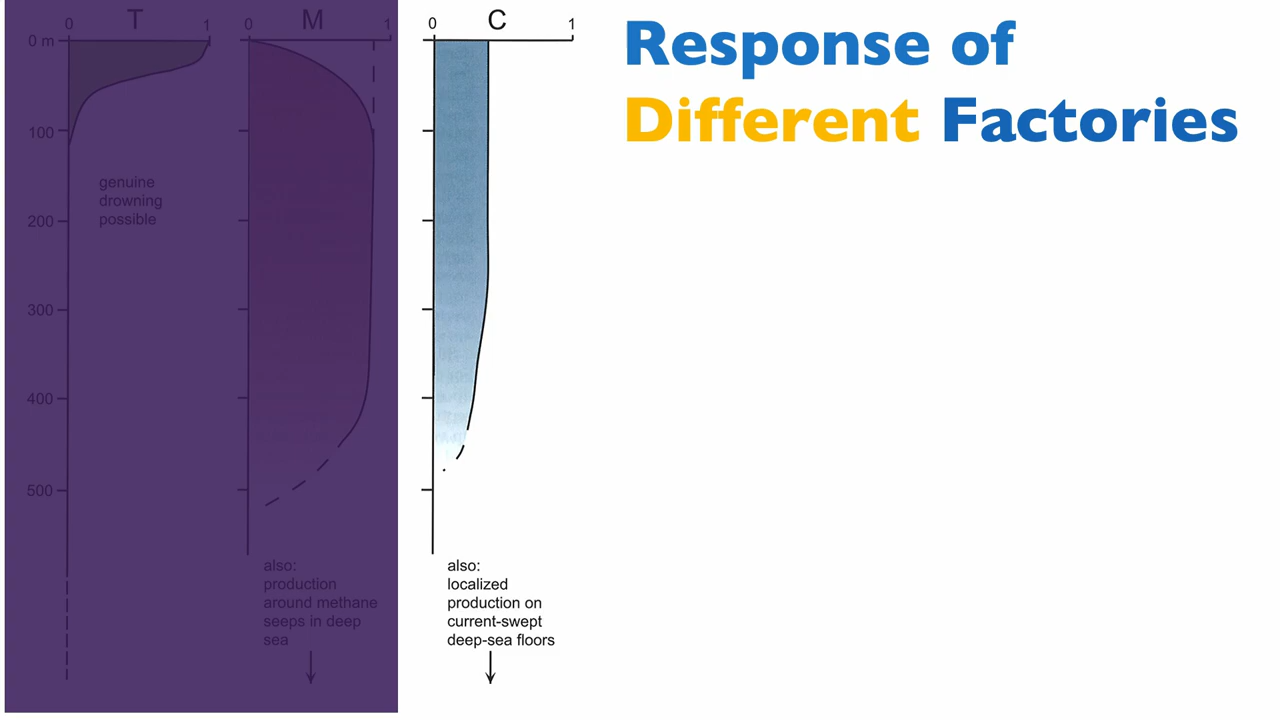 Response of
Different Factories
0 T 1
0 M 1
0 C 1
0 m
100
200
300
400
500
genuine
drowning
possible
also:
production
around methane
seeps in deep
sea
also:
localized
production on
current-swept
deep-sea floors